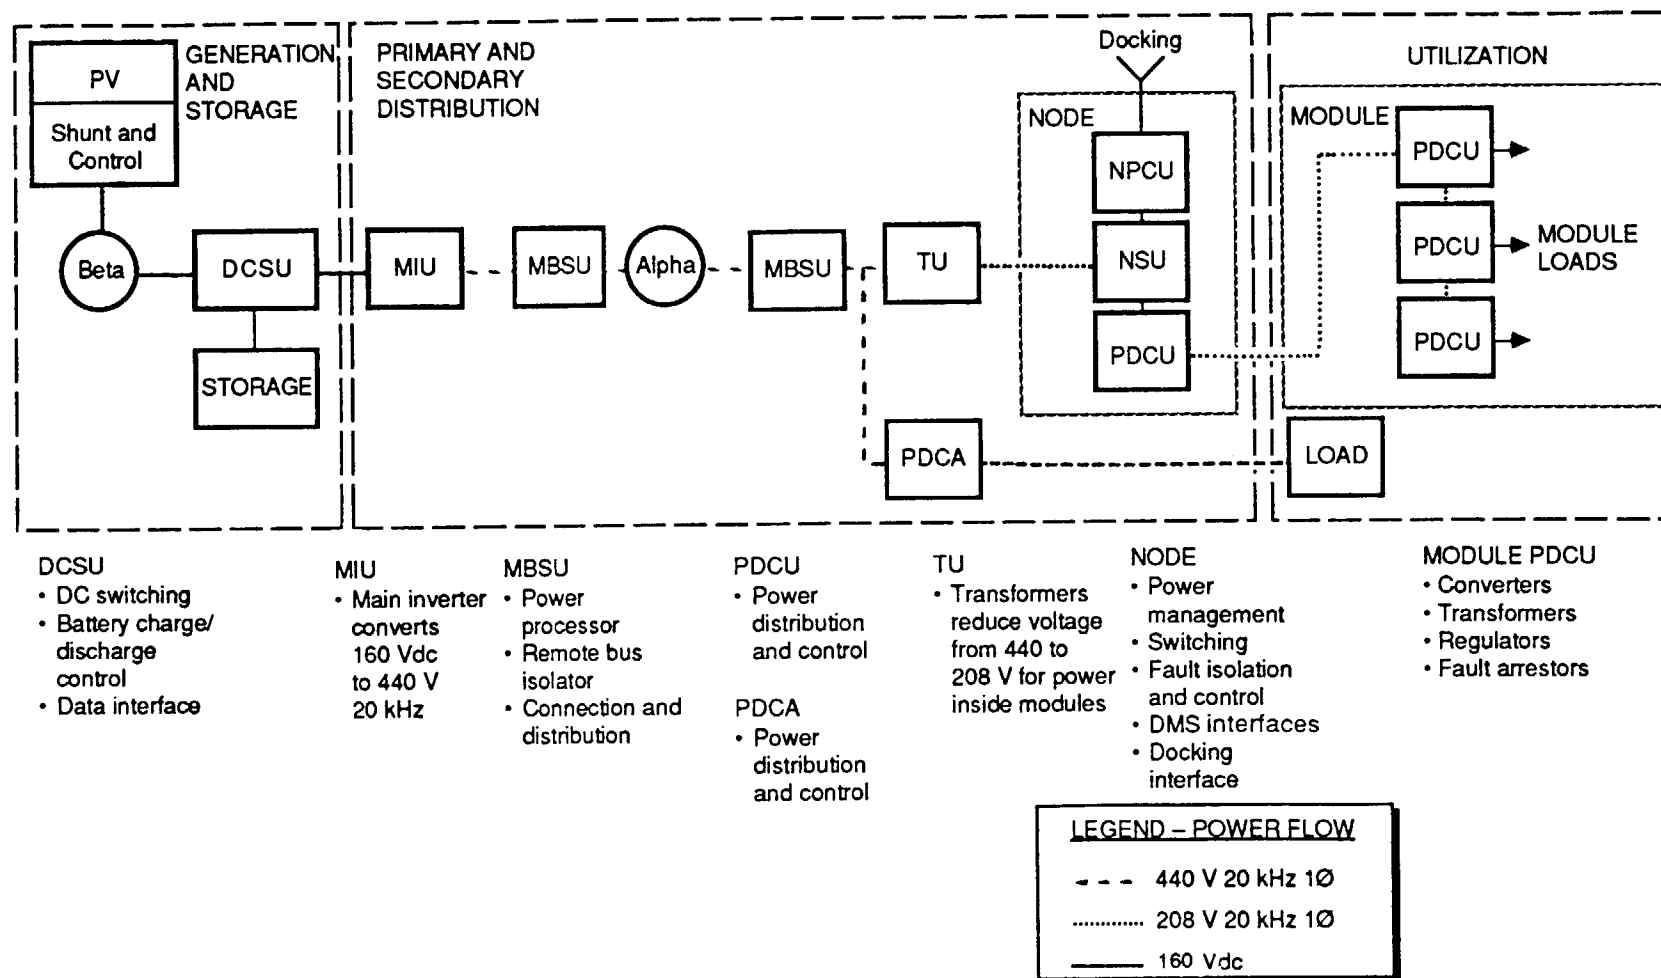 GENERATION
AND
STORAGE
PV
Shunt and
Control
Beta
DCSU
STORAGE
PRIMARY AND
SECONDARY
DISTRIBUTION
MIU
MBSU
Alpha
MBSU
TU
PDCA
Docking
NODE
NPCU
NSU
PDCU
UTILIZATION
MODULE
PDCU
PDCU
PDCU
MODULE
LOADS
LOAD
DCSU
• DC switching
• Battery charge/
discharge
control
• Data interface
MIU
• Main inverter
converts
160 Vdc
to 440 V
20 kHz
MBSU
• Power
processor
• Remote bus
isolator
• Connection and
distribution
PDCU
• Power
distribution
and control
PDCA
• Power
distribution
and control
TU
• Transformers
reduce voltage
from 440 to
208 V for power
inside modules
NODE
• Power
management
• Switching
• Fault isolation
and control
• DMS interfaces
• Docking
interface
MODULE PDCU
• Converters
• Transformers
• Regulators
• Fault arrestors
LEGEND – POWER FLOW
440 V 20 kHz 1Ø
208 V 20 kHz 1Ø
160 Vdc